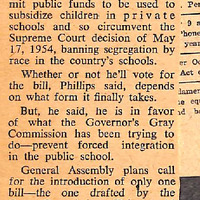 mit public funds to be used to
subsidize children in private
schools and so circumvent the
Supreme Court decision of May
17, 1954, banning segregation by
race in the country's schools.
Whether or not he'll vote for
the bill, Phillips said, depends
on what form it finally takes.
But, he said, he is in favor
of what the Governor's Gray
Commission has been trying to
do—prevent forced integration
in the public school.
General Assembly plans call
for the introduction of only one
bill—the one drafted by the